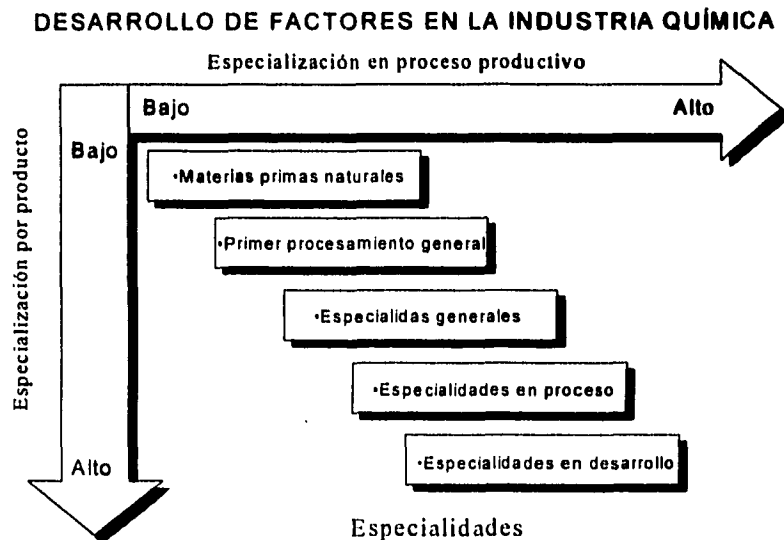 DESARROLLO DE FACTORES EN LA INDUSTRIA QUÍMICA
Especialización en proceso productivo
Bajo
Alto
Bajo
Especialización por producto
•Materias primas naturales
•Primer procesamiento general
•Especialidas generales
•Especialidades en proceso
•Especialidades en desarrollo
Alto
Especialidades